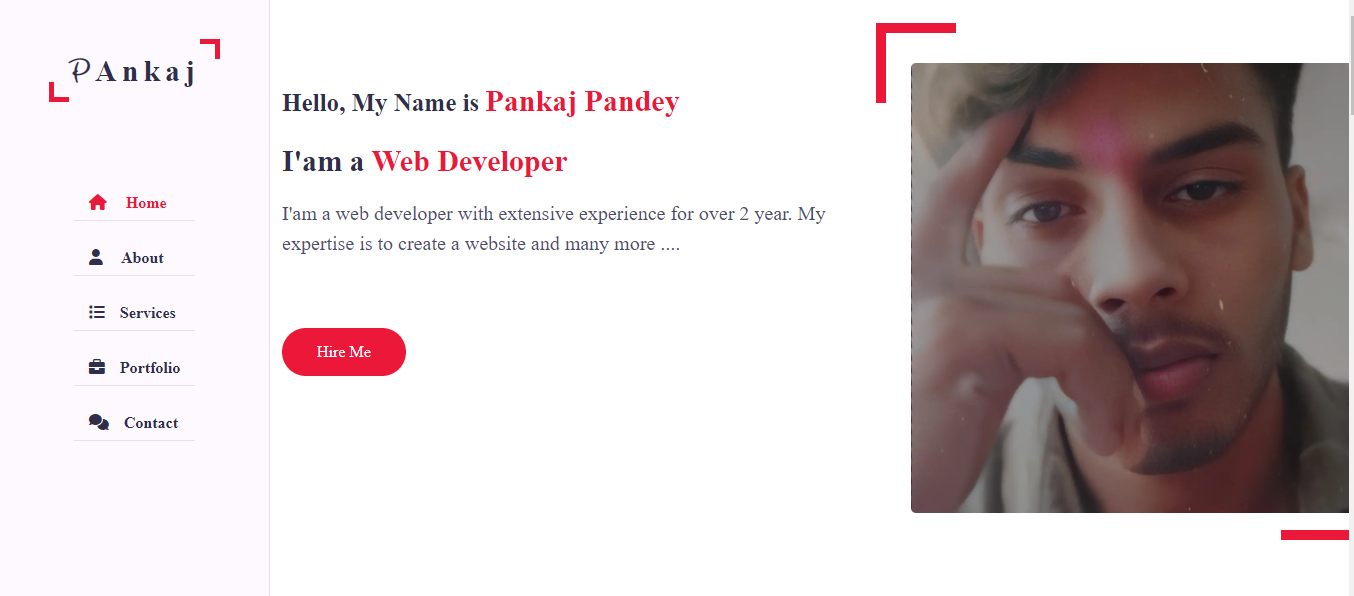 PAnkaj
Home
About
Services
Portfolio
Contact
Hello, My Name is Pankaj Pandey
I'am a Web Developer
I'am a web developer with extensive experience for over 2 year. My
expertise is to create a website and many more ....
Hire Me